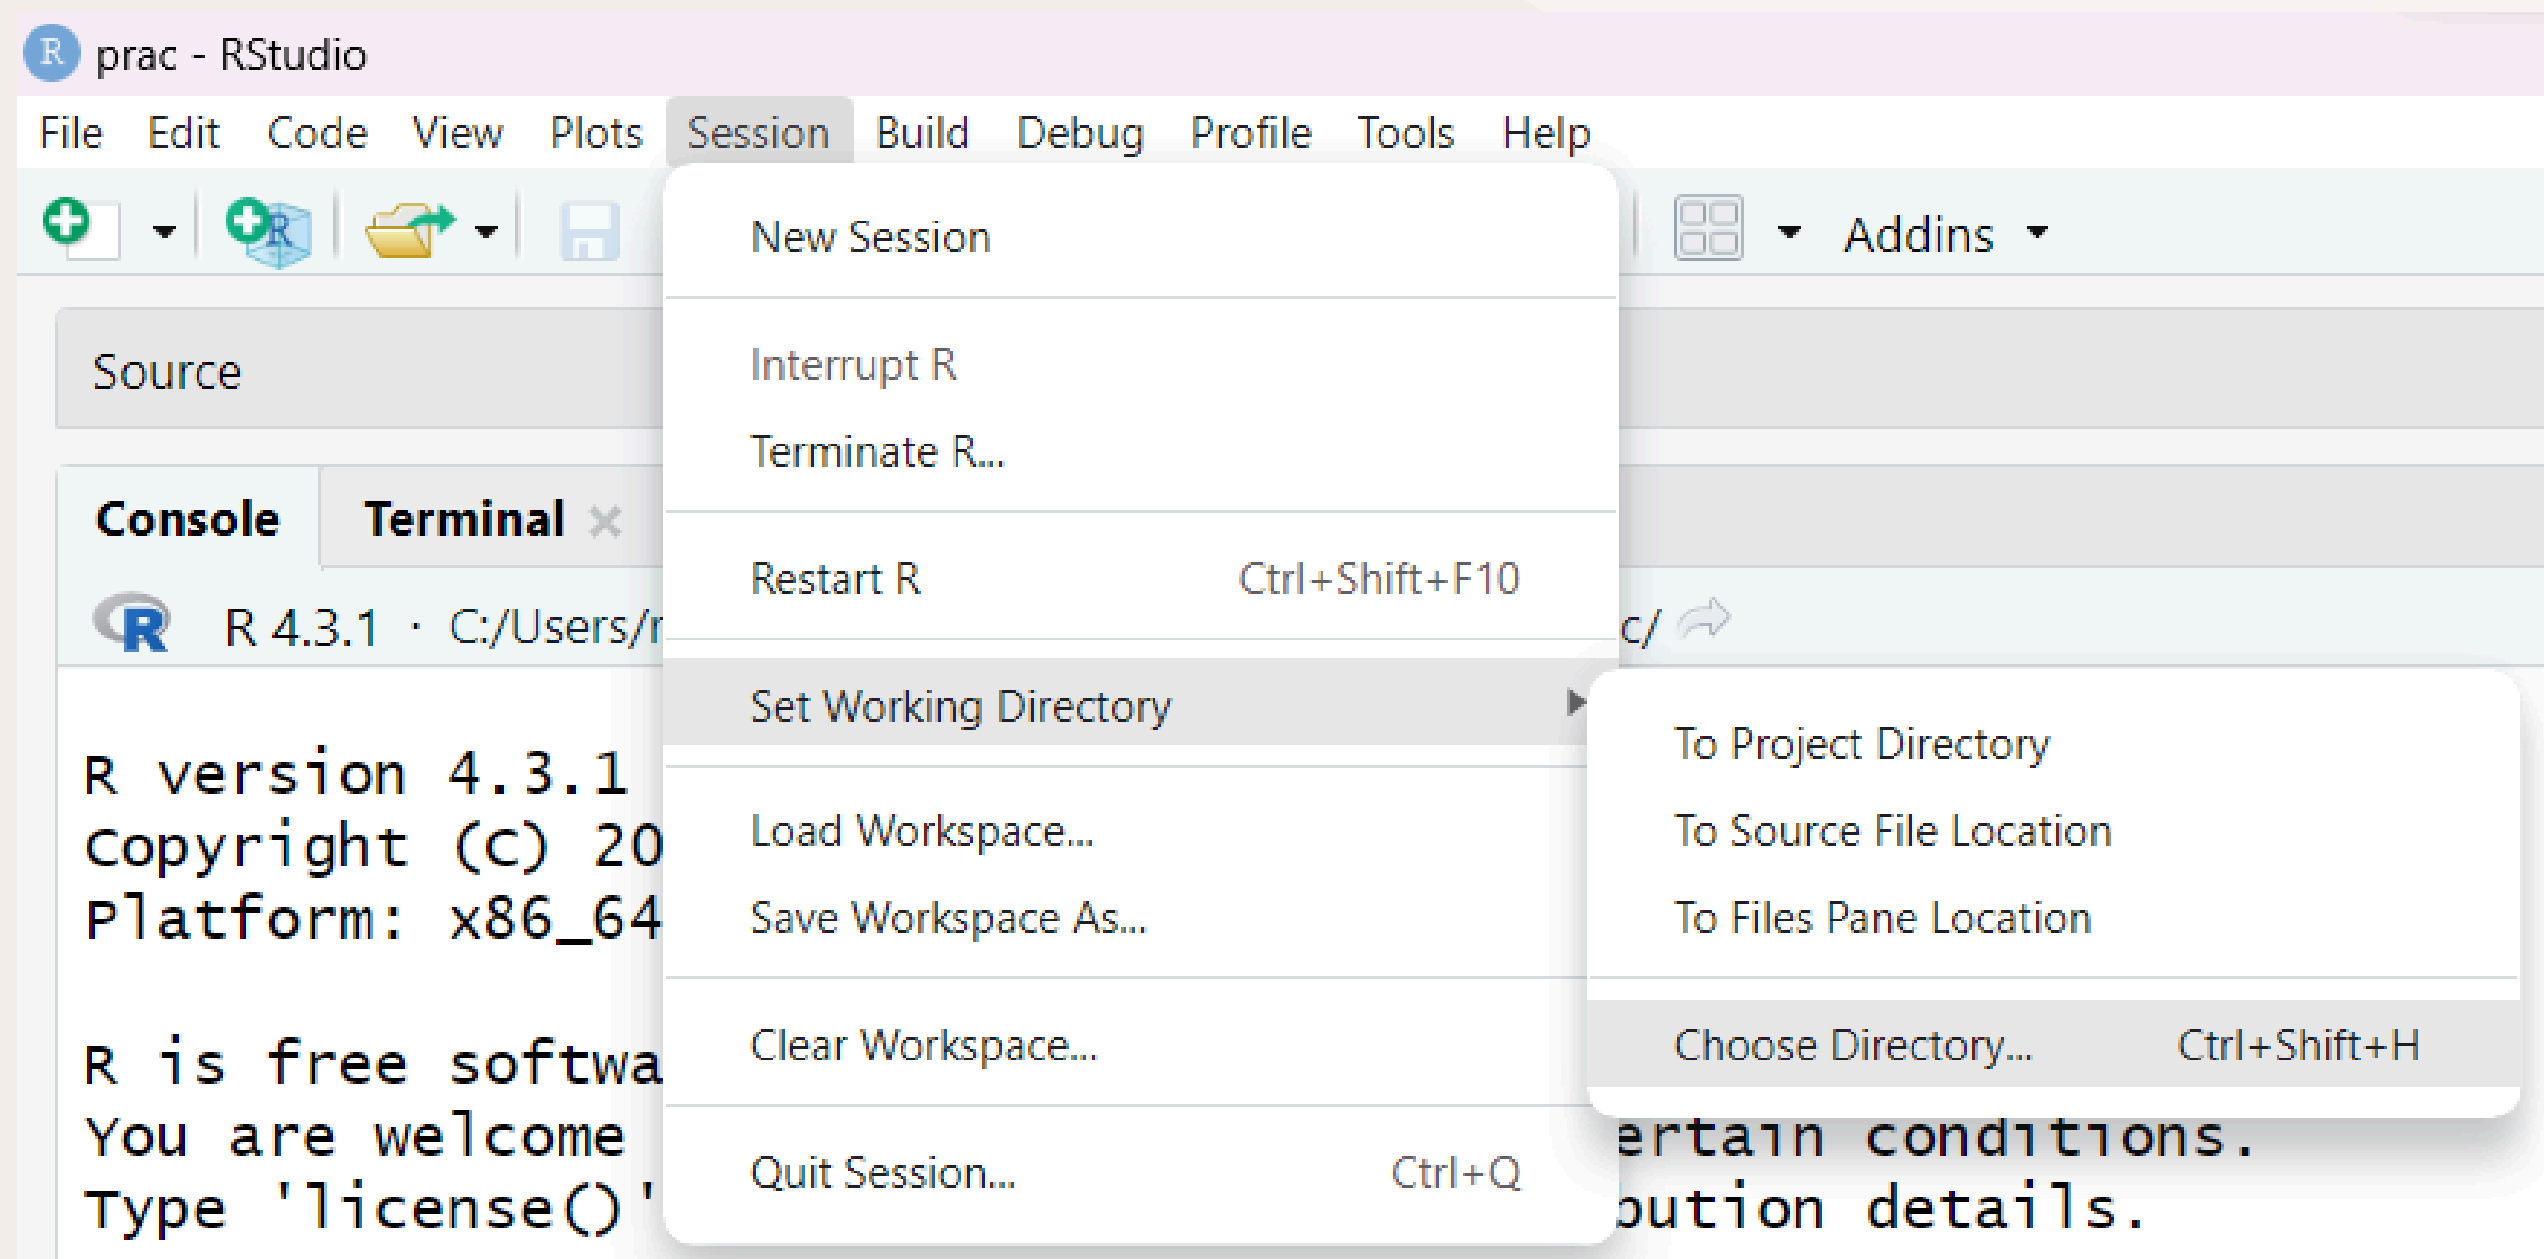 prac - RStudio
File Edit Code View Plots Session Build Debug Profile Tools Help
Addins
New Session
Source
Interrupt R
Terminate R...
Console Terminal
Restart R Ctrl+Shift+F10
R 4.3.1 · C:/Users/
c/
Set Working Directory
To Project Directory
R version 4.3.1
Load Workspace...
To Source File Location
Copyright (C) 20
Save Workspace As...
To Files Pane Location
Platform: x86_64
Clear Workspace...
Choose Directory... Ctrl+Shift+H
R is free softwa
You are welcome
ertain conditions.
Quit Session... Ctrl+Q
Type 'license()'
bution details.